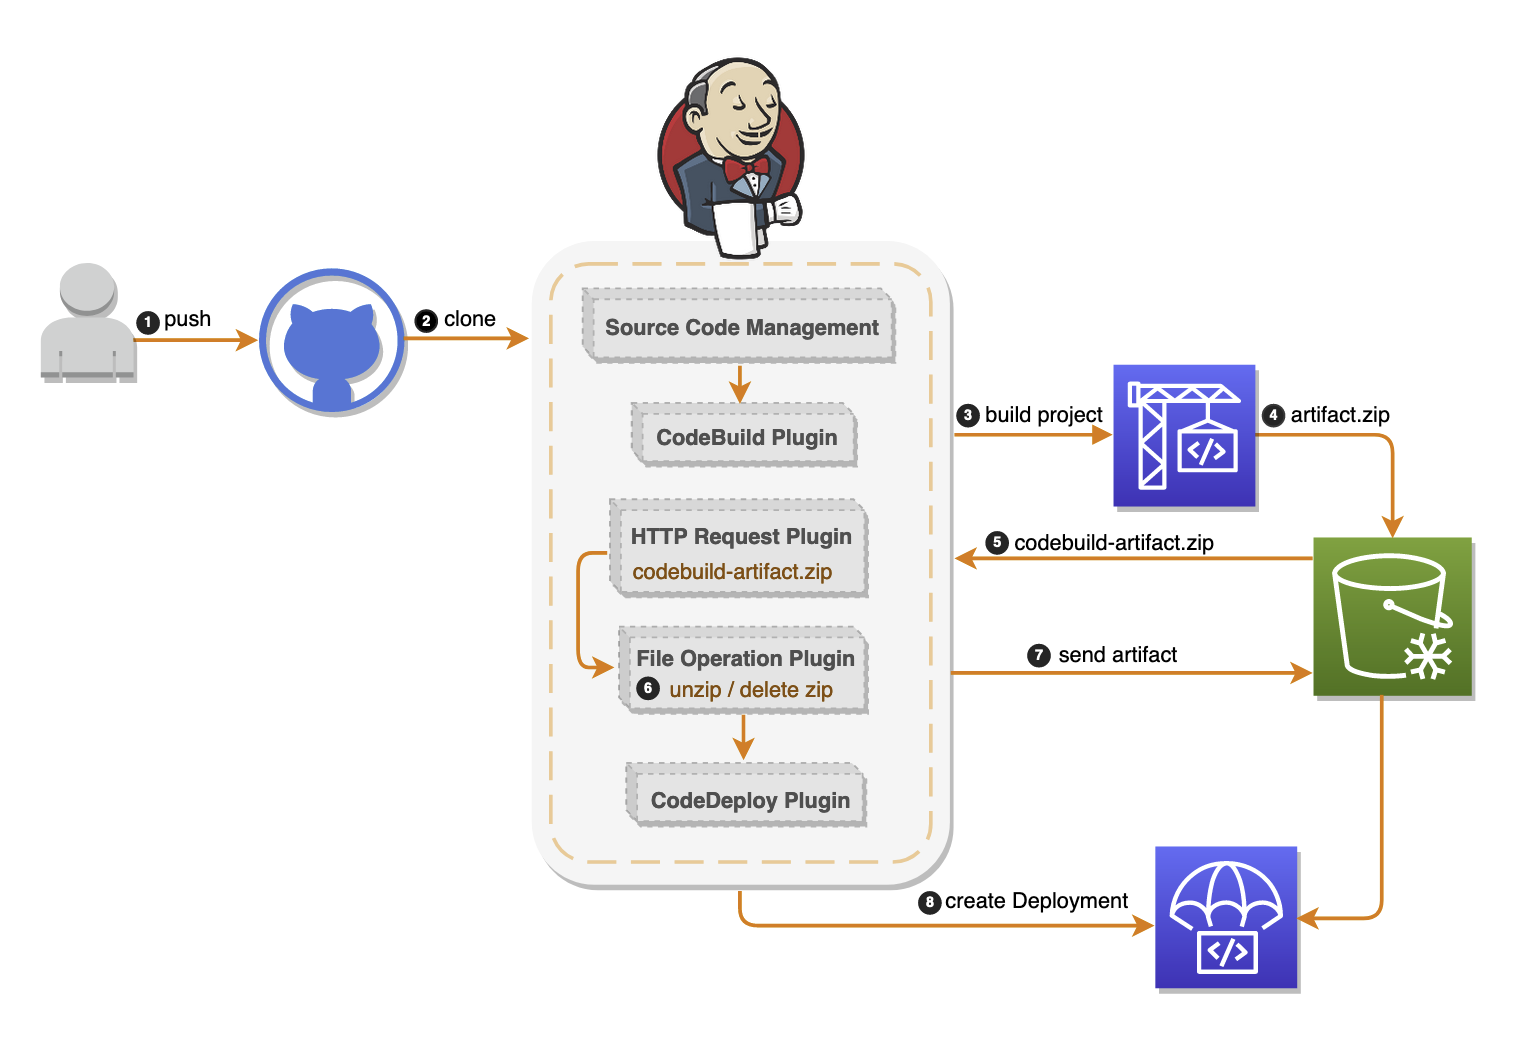 1 push
2 clone
Source Code Management
CodeBuild Plugin
3 build project
4 artifact.zip
</>
HTTP Request Plugin
codebuild-artifact.zip
5 codebuild-artifact.zip
File Operation Plugin
6 unzip / delete zip
7 send artifact
CodeDeploy Plugin
8 create Deployment
</>